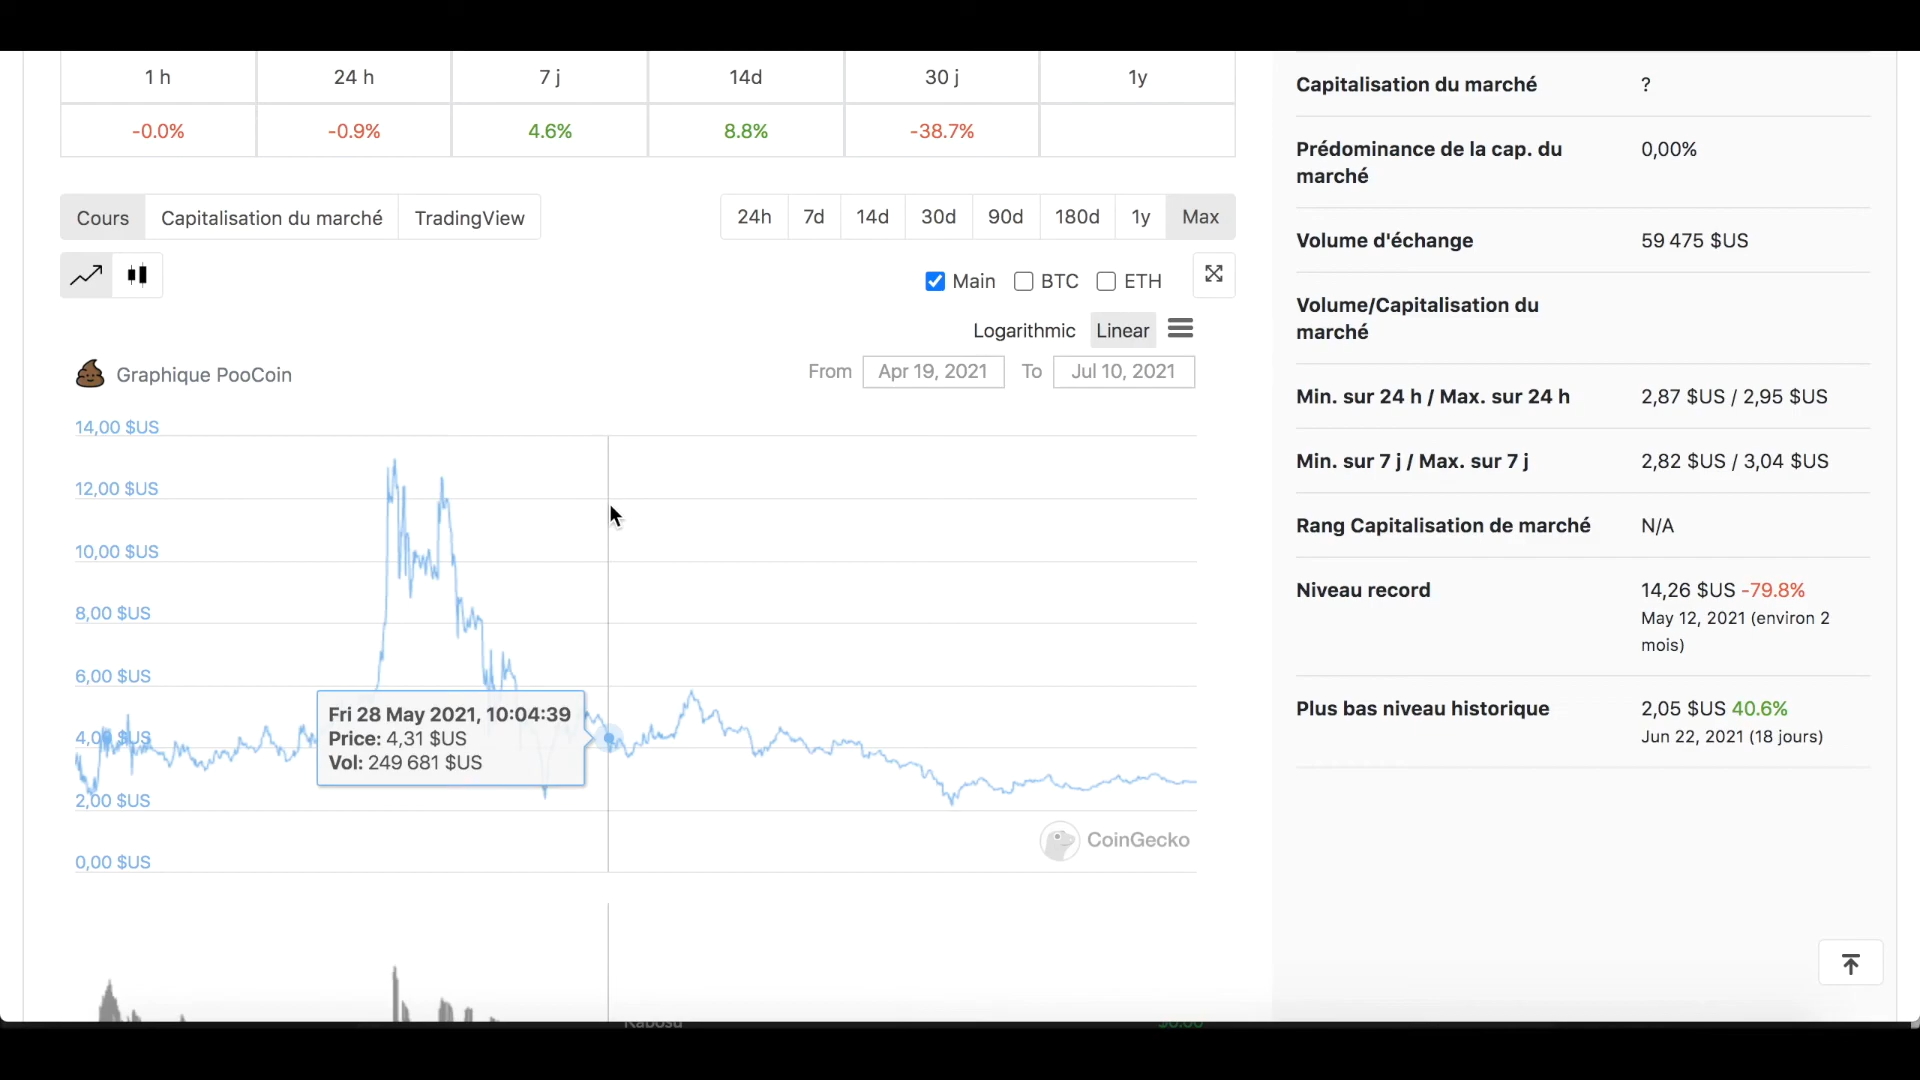 1 h 24 h 7 j 14d 30 j 1y
-0.0% -0.9% 4.6% 8.8% -38.7%
Cours Capitalisation du marché TradingView 24h 7d 14d 30d 90d 180d 1y Max
Main BTC ETH
Logarithmic Linear
Graphique PooCoin From Apr 19, 2021 To Jul 10, 2021
14,00 $US
12,00 $US
10,00 $US
8,00 $US
6,00 $US
4,00 $US
2,00 $US
0,00 $US
Fri 28 May 2021, 10:04:39
Price: 4,31 $US
Vol: 249 681 $US
CoinGecko
Capitalisation du marché ?
Prédominance de la cap. du
marché 0,00%
Volume d'échange 59 475 $US
Volume/Capitalisation du
marché
Min. sur 24 h / Max. sur 24 h 2,87 $US / 2,95 $US
Min. sur 7 j / Max. sur 7 j 2,82 $US / 3,04 $US
Rang Capitalisation de marché N/A
Niveau record 14,26 $US -79.8%
May 12, 2021 (environ 2
mois)
Plus bas niveau historique 2,05 $US 40.6%
Jun 22, 2021 (18 jours)